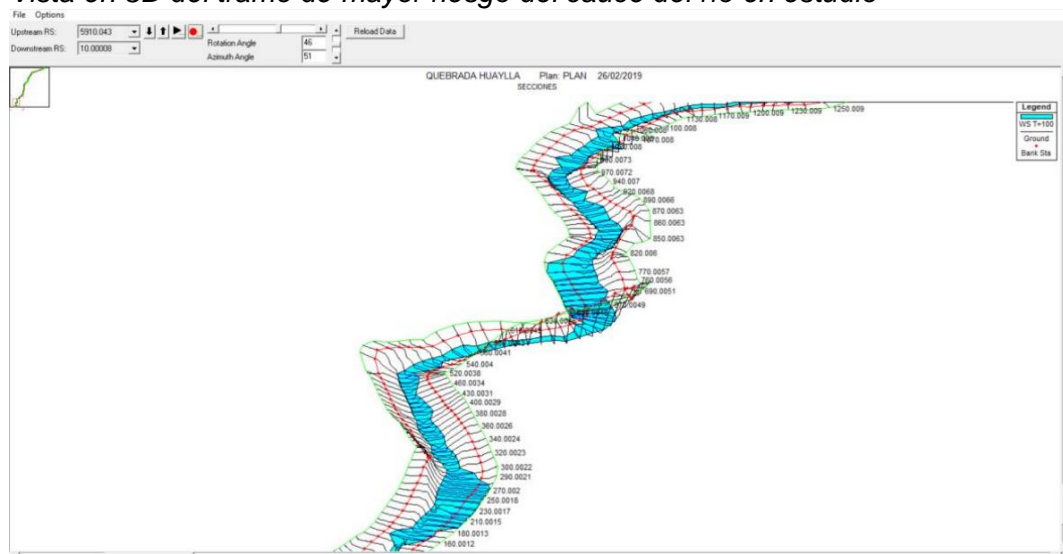 Vista en 3D del tramo de mayor riesgo del cauce del río en estudio
File Options
Upstream RS: 5910.043
Downstream RS: 10.00008
Rotation Angle 46
Azimuth Angle 51
Reload Data
QUEBRADA HUAYLLA Plan: PLAN 26/02/2019
SECCIONES
Legend
WS T=100
Ground
Bank Sta
1250.009
1230.009
1200.009
1170.009
1130.008
1100.008
970.0072
940.007
920.0068
890.0066
870.0063
860.0063
850.0063
820.006
770.0057
760.0056
690.0051
540.004
520.0038
460.0034
430.0031
400.0029
380.0028
360.0026
340.0024
320.0023
300.0022
290.0021
270.002
250.0018
230.0017
210.0015
180.0013
160.0012